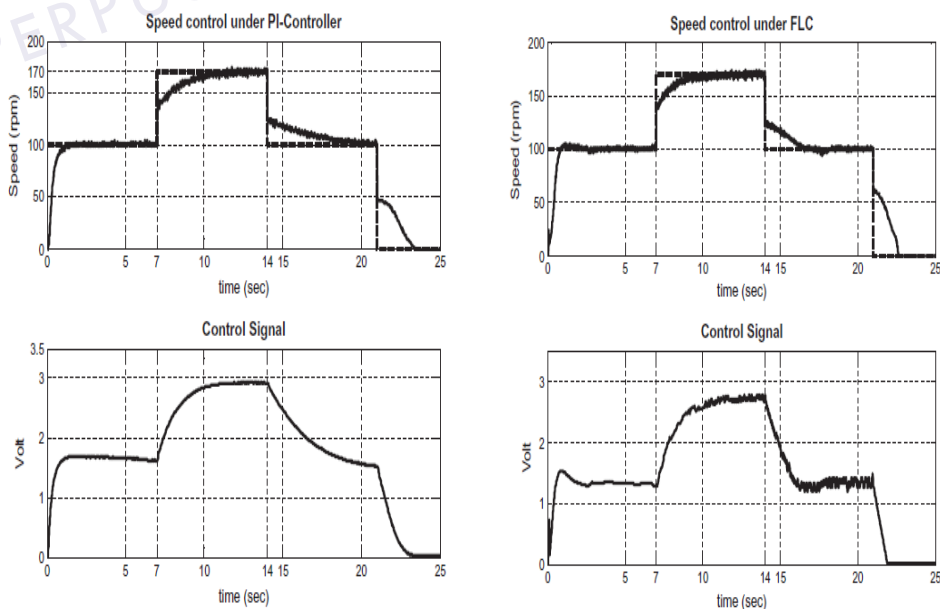 Speed control under PI-Controller
200
170
150
100
50
0
Speed (rpm)
0 5 7 10 14 15 20 25
time (sec)
Speed control under FLC
200
150
100
50
0
Speed (rpm)
0 5 7 10 14 15 20 25
time (sec)
Control Signal
3.5
3
2
1
0
Volt
0 5 7 10 14 15 20 25
time (sec)
Control Signal
3
2
1
0
Volt
0 5 7 10 14 15 20 25
time (sec)